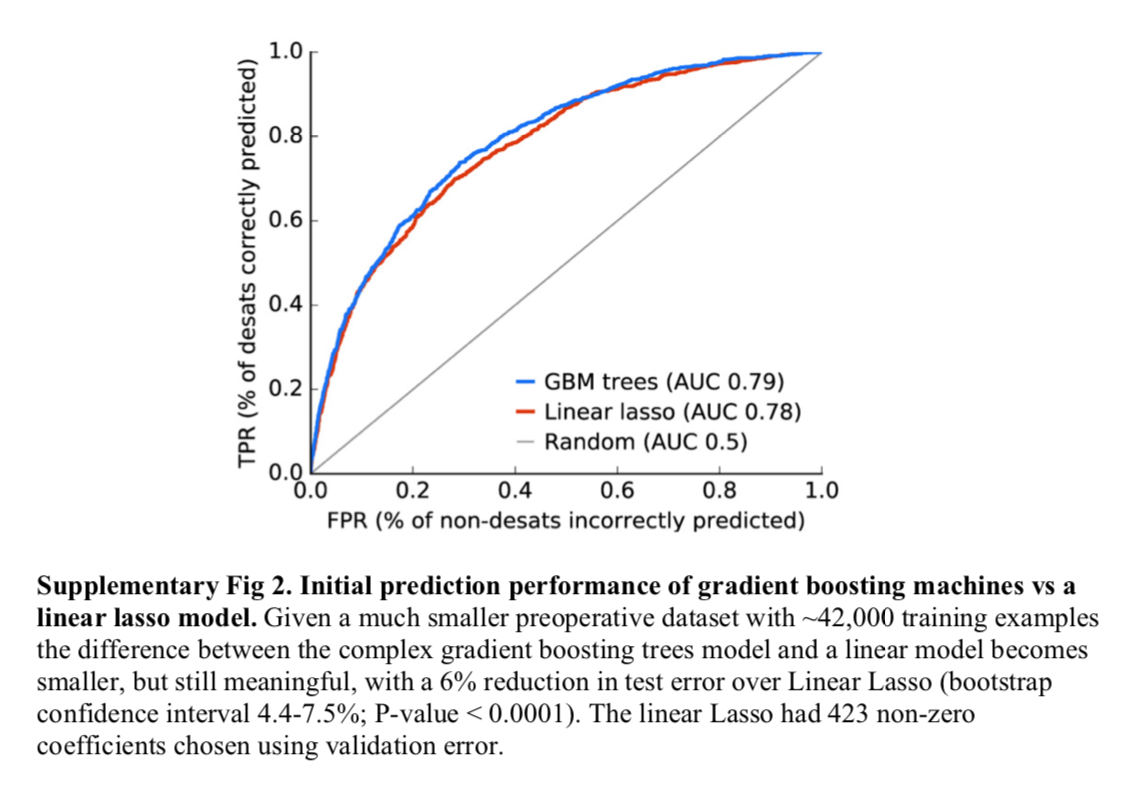 1.0
0.8
0.6
0.4
0.2
0.0
TPR (% of desats correctly predicted)
GBM trees (AUC 0.79)
Linear lasso (AUC 0.78)
Random (AUC 0.5)
0.0 0.2 0.4 0.6 0.8 1.0
FPR (% of non-desats incorrectly predicted)
Supplementary Fig 2. Initial prediction performance of gradient boosting machines vs a
linear lasso model. Given a much smaller preoperative dataset with ~42,000 training examples
the difference between the complex gradient boosting trees model and a linear model becomes
smaller, but still meaningful, with a 6% reduction in test error over Linear Lasso (bootstrap
confidence interval 4.4-7.5%; P-value < 0.0001). The linear Lasso had 423 non-zero
coefficients chosen using validation error.